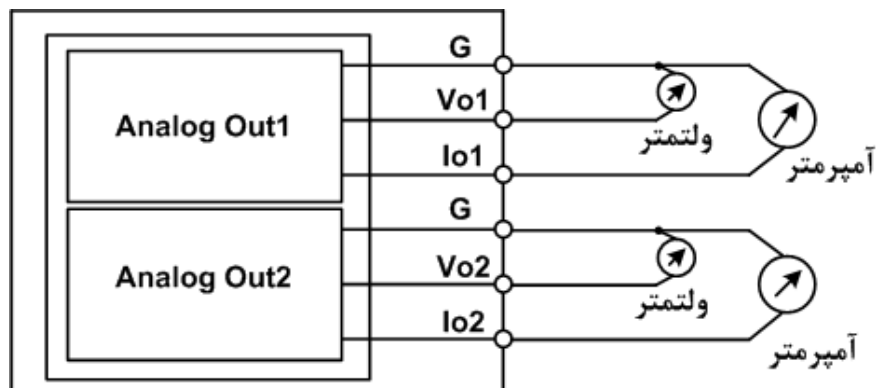 G
Analog Out1
Vo1
ولتمتر
آمپرمتر
Io1
G
Analog Out2
Vo2
ولتمتر
آمپرمتر
Io2